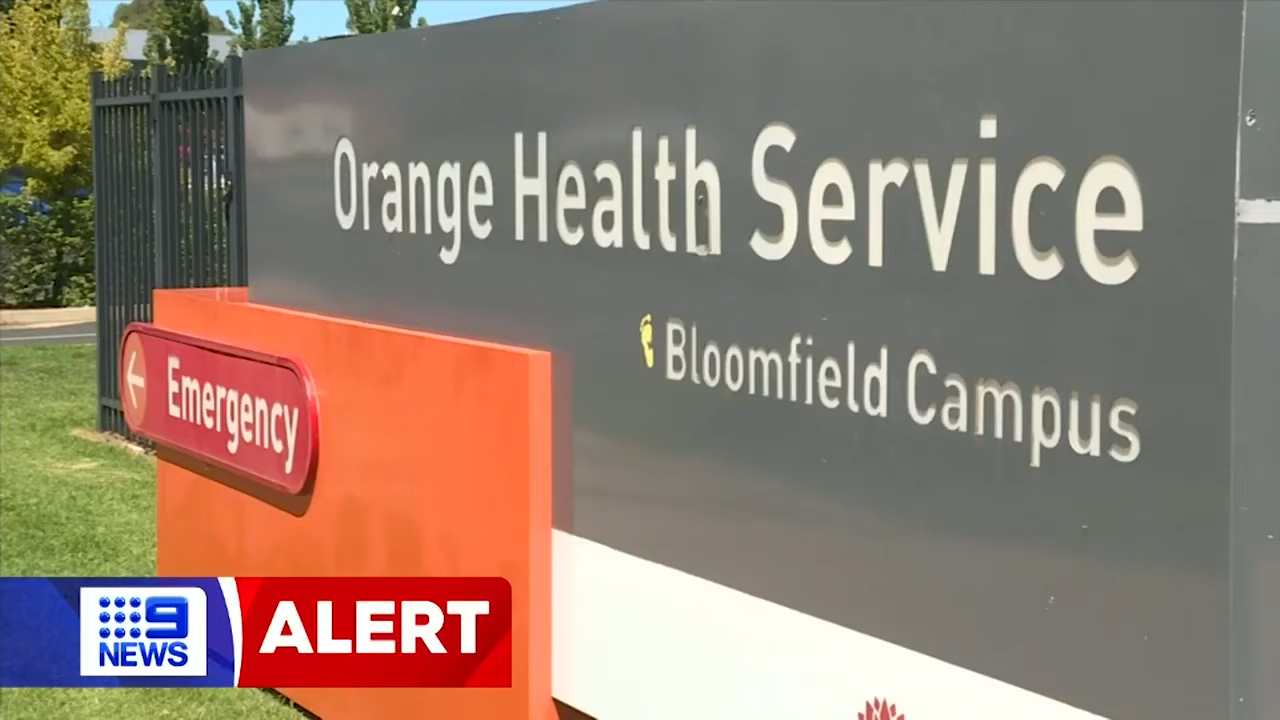 Orange Health Service
Bloomfield Campus
Emergency
9
NEWS
ALERT